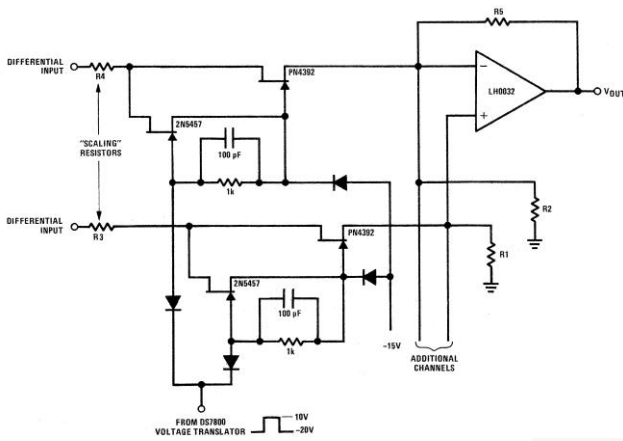 R5
DIFFERENTIAL
INPUT
R4
PN4392
LH0032
−
+
VOUT
2N5457
"SCALING"
RESISTORS
100 pF
1k
DIFFERENTIAL
INPUT
R3
PN4392
R2
R1
2N5457
100 pF
1k
−15V
ADDITIONAL
CHANNELS
FROM DS7800
VOLTAGE TRANSLATOR
10V
−20V